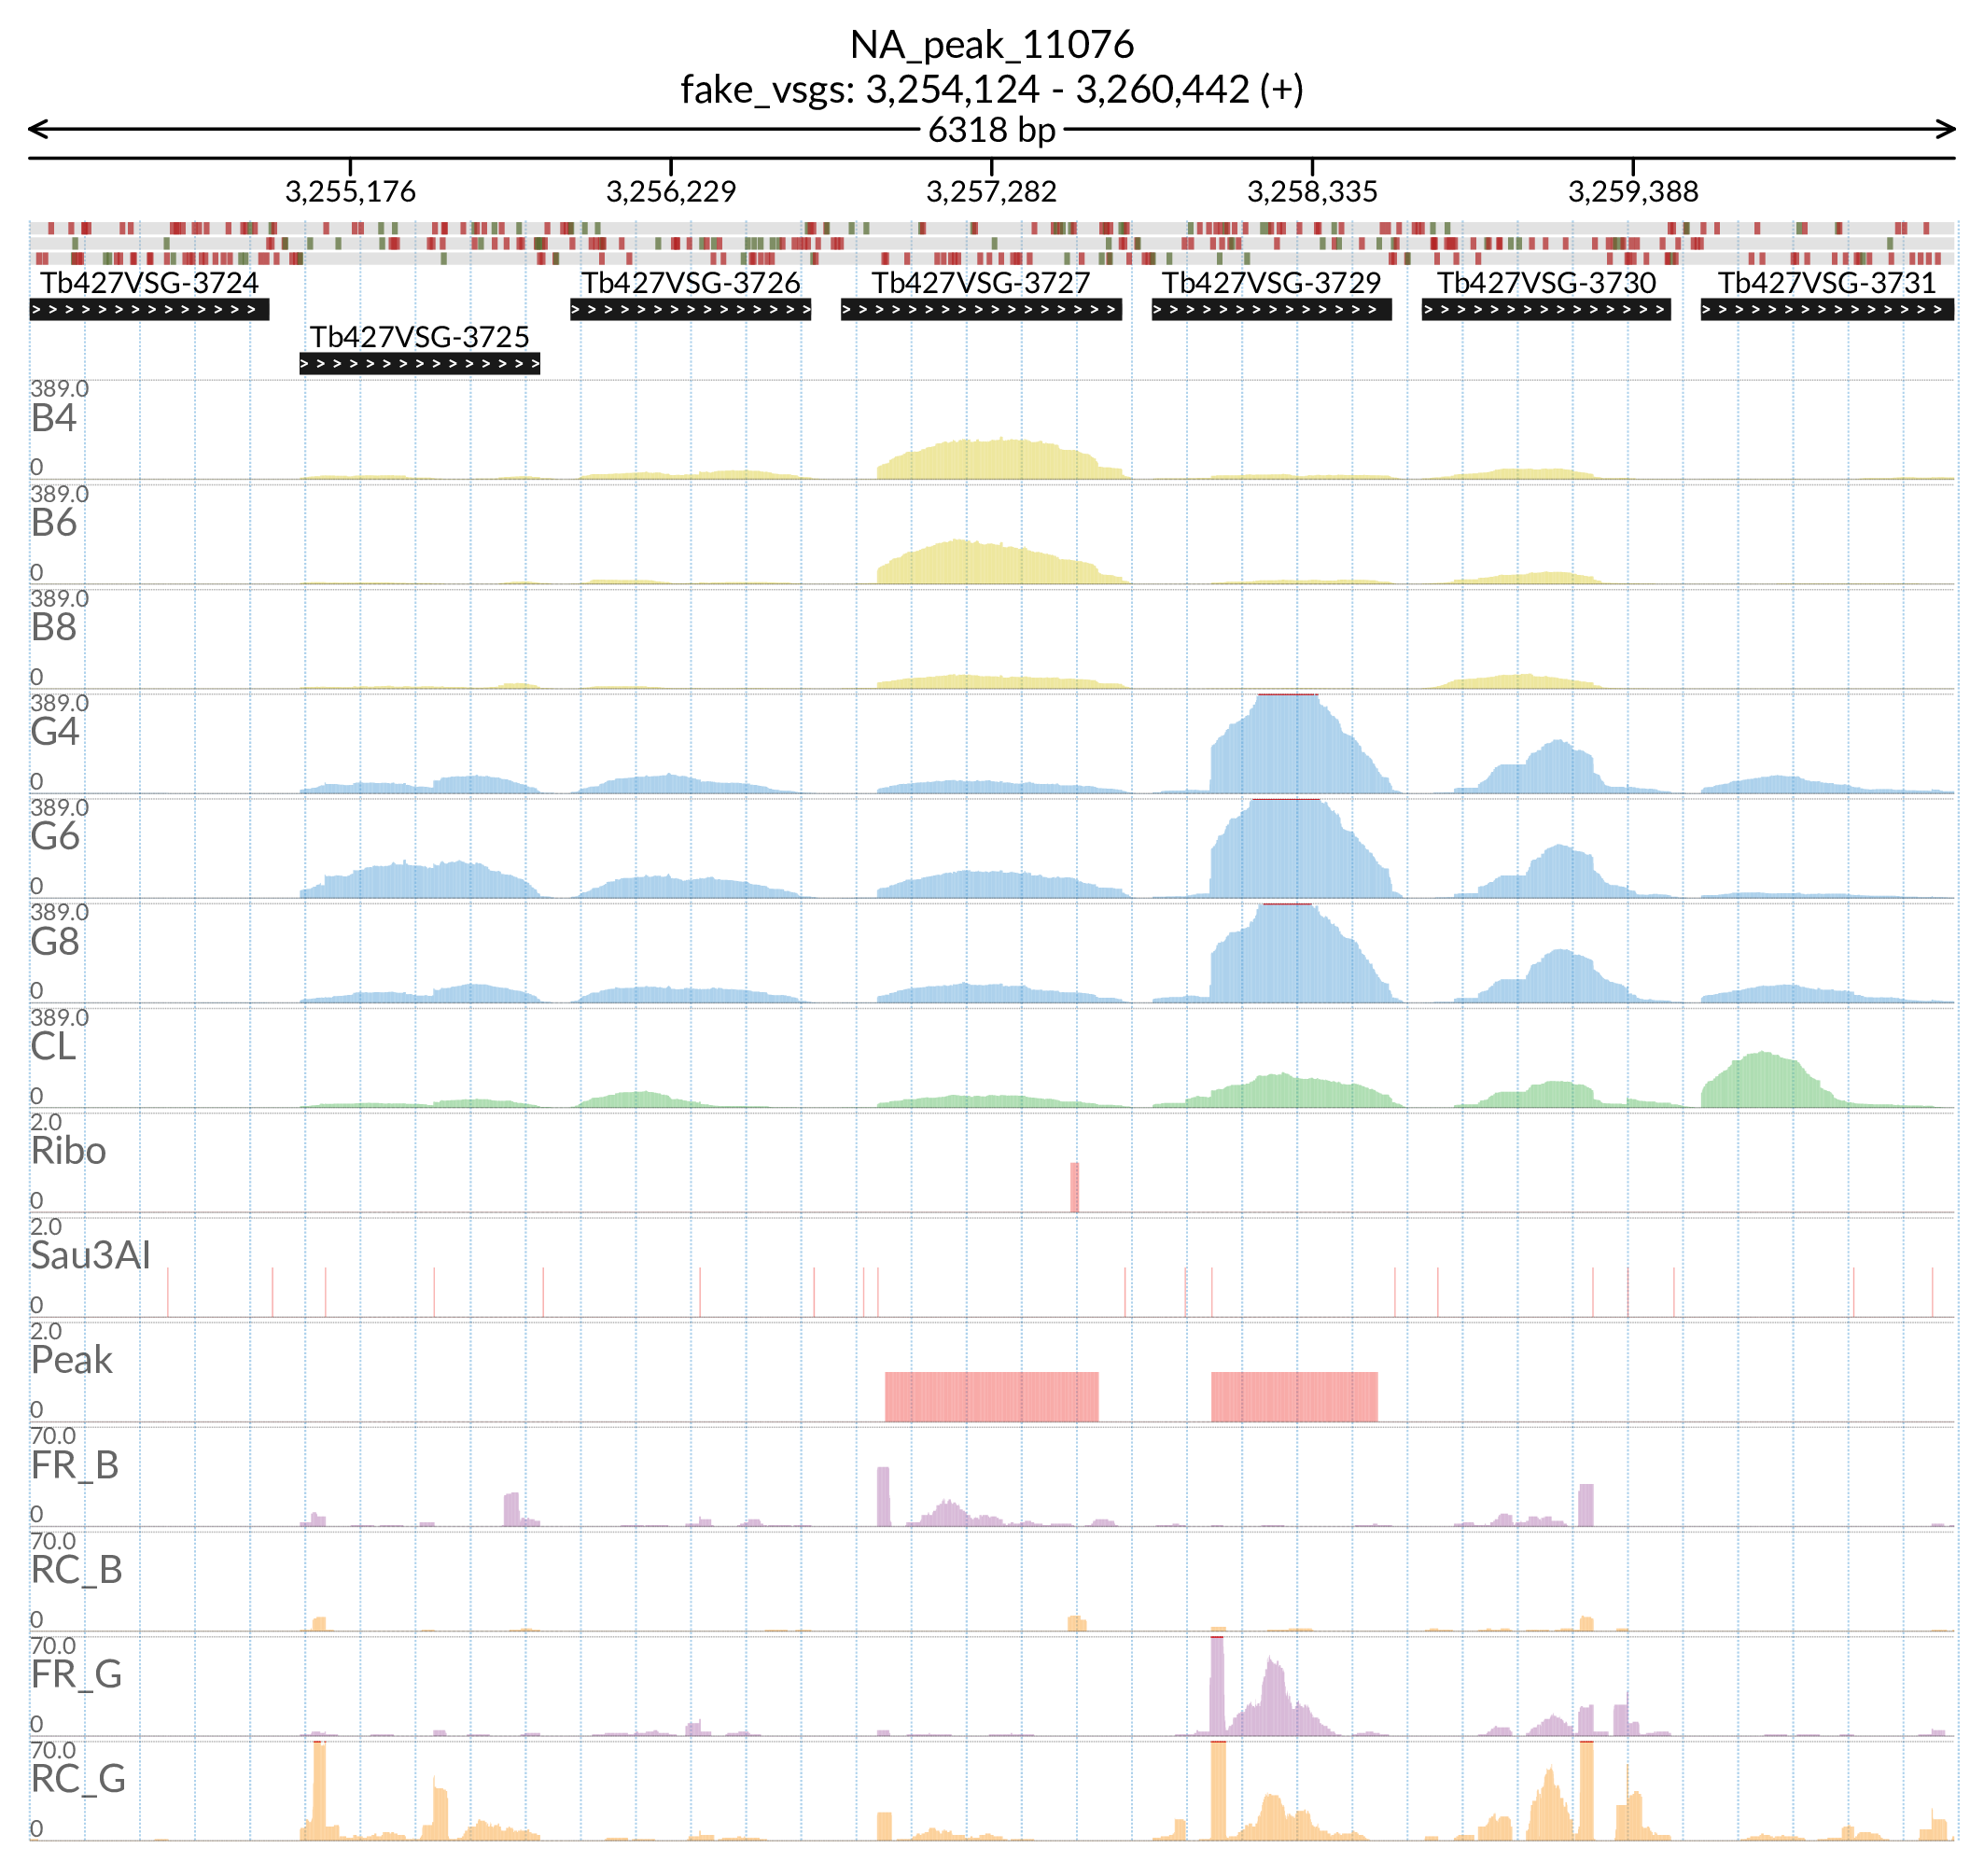 NA_peak_11076
fake_vsgs: 3,254,124 - 3,260,442 (+)
6318 bp
3,255,176 3,256,229 3,257,282 3,258,335 3,259,388
Tb427VSG-3724 Tb427VSG-3726 Tb427VSG-3727 Tb427VSG-3729 Tb427VSG-3730 Tb427VSG-3731
Tb427VSG-3725
389.0
B4
0
389.0
B6
0
389.0
B8
0
389.0
G4
0
389.0
G6
0
389.0
G8
0
389.0
CL
0
2.0
Ribo
0
2.0
Sau3AI
0
2.0
Peak
0
70.0
FR_B
0
70.0
RC_B
0
70.0
FR_G
0
70.0
RC_G
0